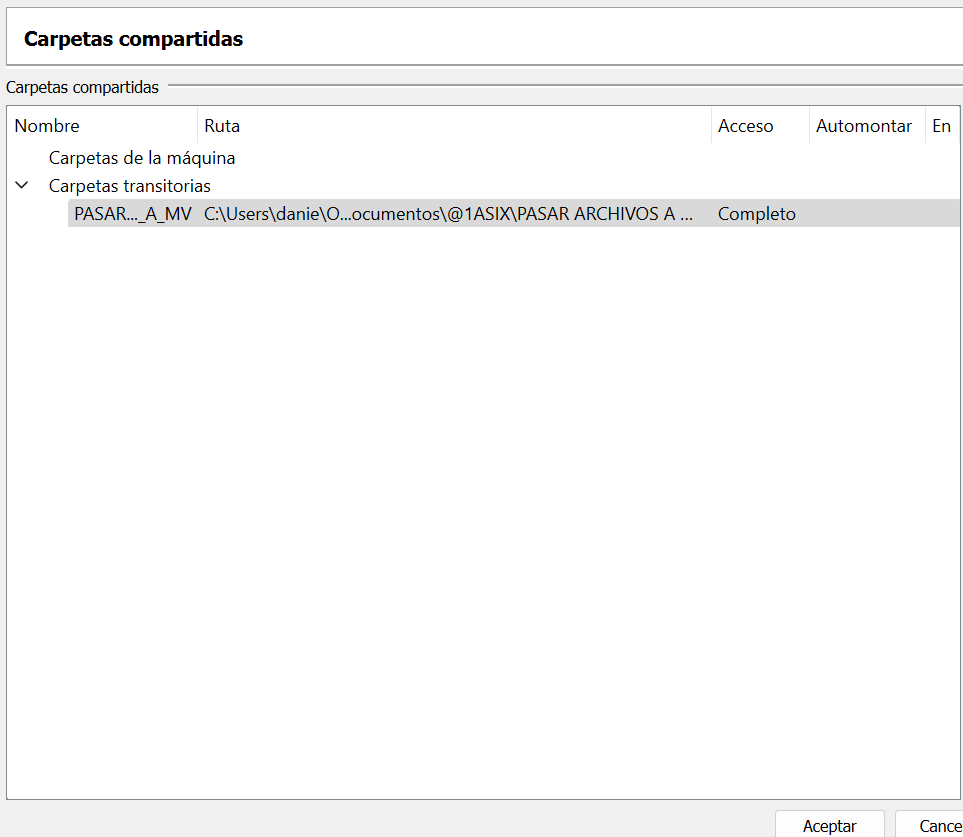 Carpetas compartidas
Carpetas compartidas
Nombre Ruta Acceso Automontar En
Carpetas de la máquina
Carpetas transitorias
PASAR..._A_MV C:\Users\danie\O...ocumentos\@1ASIX\PASAR ARCHIVOS A ... Completo
Aceptar Cance